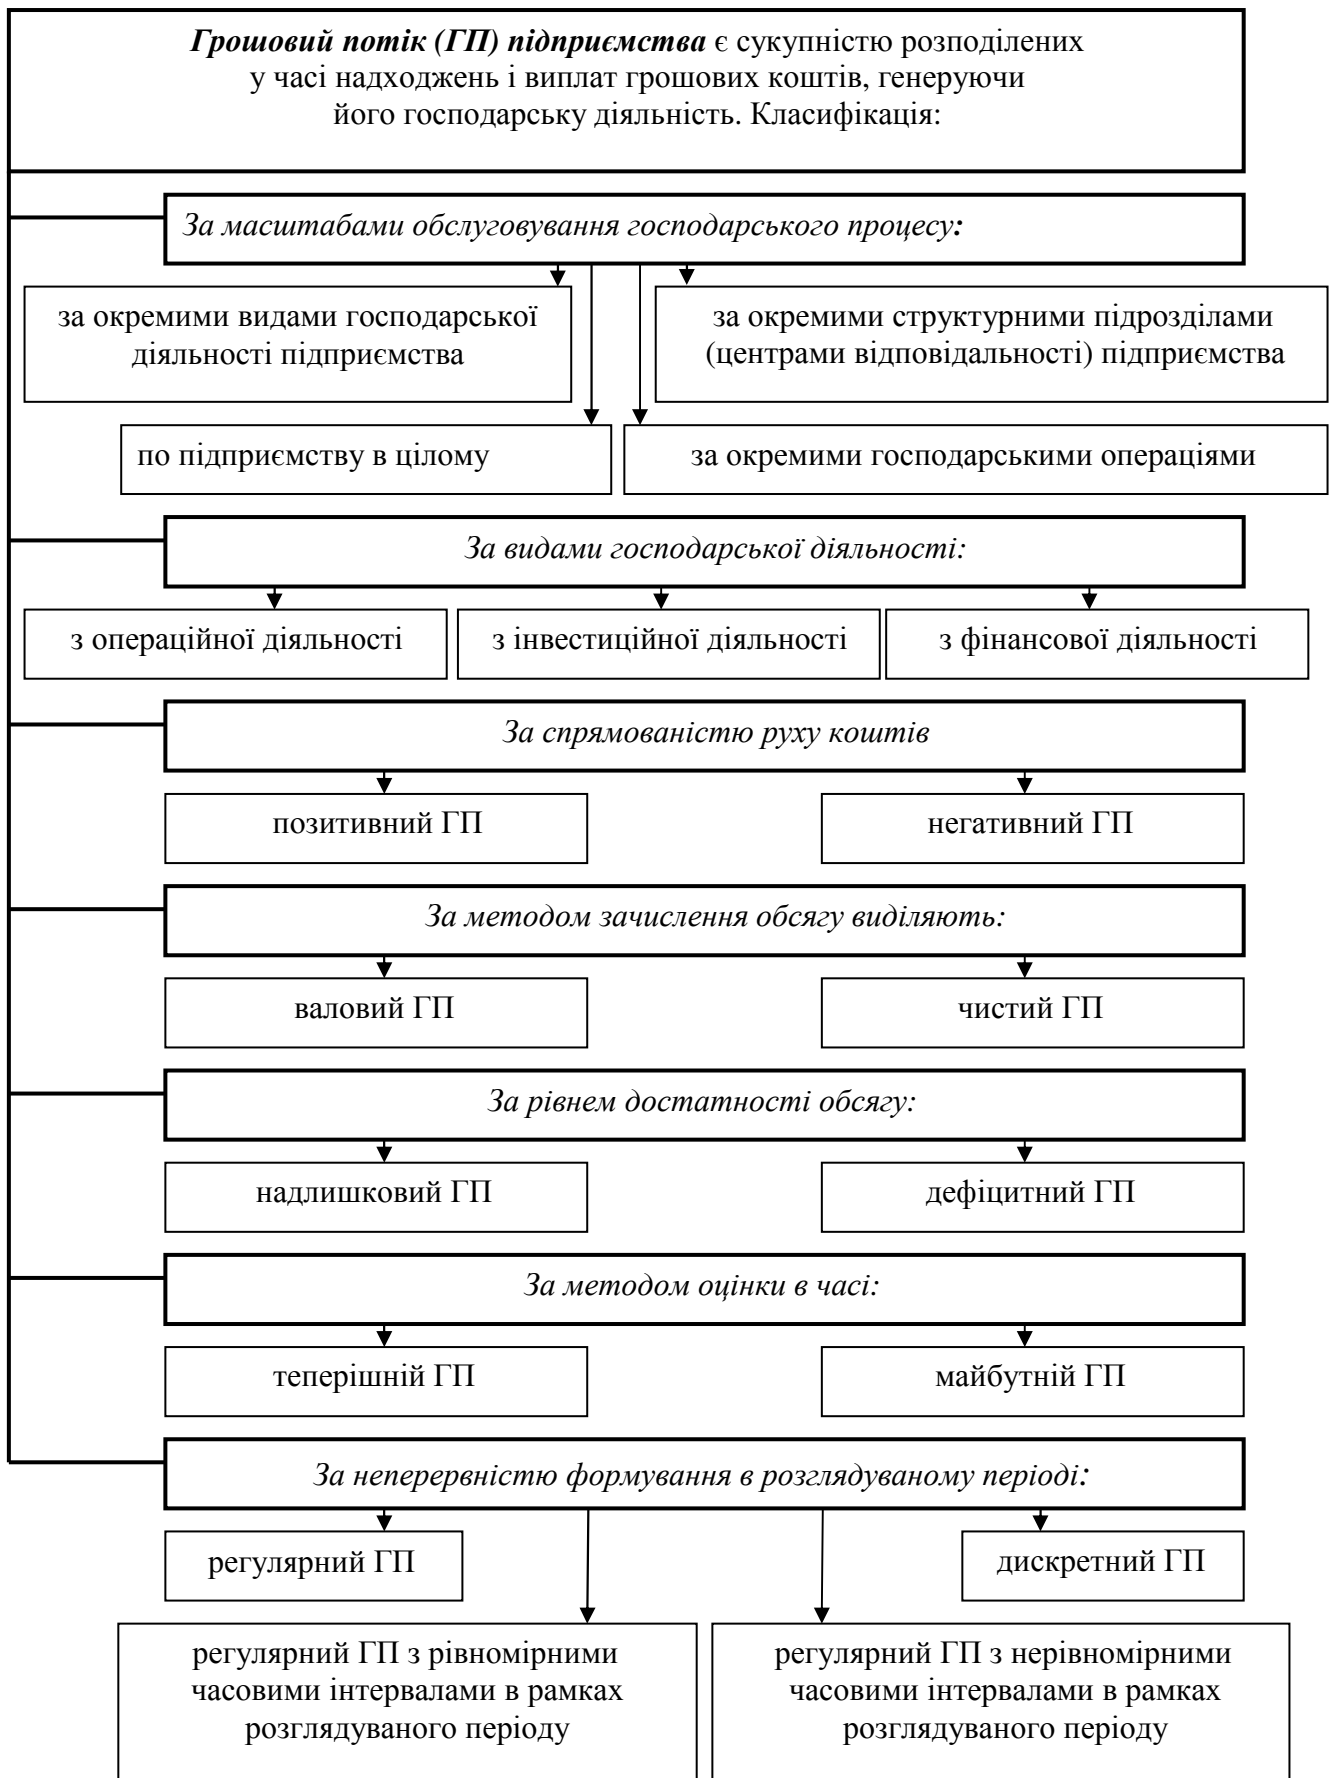 Грошовий потік (ГП) підприємства є сукупністю розподілених
у часі надходжень і виплат грошових коштів, генеруючи
його господарську діяльність. Класифікація:
За масштабами обслуговування господарського процесу:
за окремими видами господарської
діяльності підприємства
за окремими структурними підрозділами
(центрами відповідальності) підприємства
по підприємству в цілому
за окремими господарськими операціями
За видами господарської діяльності:
з операційної діяльності
з інвестиційної діяльності
з фінансової діяльності
За спрямованістю руху коштів
позитивний ГП
негативний ГП
За методом зачислення обсягу виділяють:
валовий ГП
чистий ГП
За рівнем достатності обсягу:
надлишковий ГП
дефіцитний ГП
За методом оцінки в часі:
теперішній ГП
майбутній ГП
За неперервністю формування в розглядуваному періоді:
регулярний ГП
дискретний ГП
регулярний ГП з рівномірними
часовими інтервалами в рамках
розглядуваного періоду
регулярний ГП з нерівномірними
часовими інтервалами в рамках
розглядуваного періоду